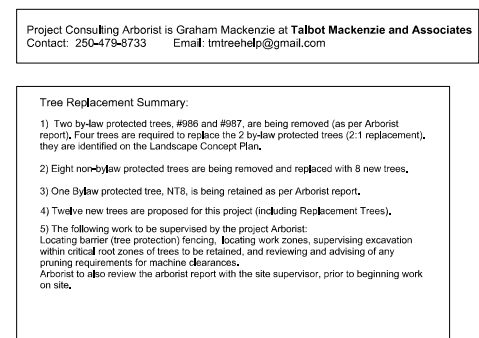 Project Consulting Arborist is Graham Mackenzie at Talbot Mackenzie and Associates
Contact: 250-479-8733 Email: tmtreehelp@gmail.com
Tree Replacement Summary:
1) Two by-law protected trees, #986 and #987, are being removed (as per Arborist
report). Four trees are required to replace the 2 by-law protected trees (2:1 replacement).
they are identified on the Landscape Concept Plan.
2) Eight non-bylaw protected trees are being removed and replaced with 8 new trees.
3) One Bylaw protected tree, NT8, is being retained as per Arborist report.
4) Twelve new trees are proposed for this project (including Replacement Trees).
5) The following work to be supervised by the project Arborist:
Locating barrier (tree protection) fencing, locating work zones, supervising excavation
within critical root zones of trees to be retained, and reviewing and advising of any
pruning requirements for machine clearances.
Arborist to also review the arborist report with the site supervisor, prior to beginning work
on site.